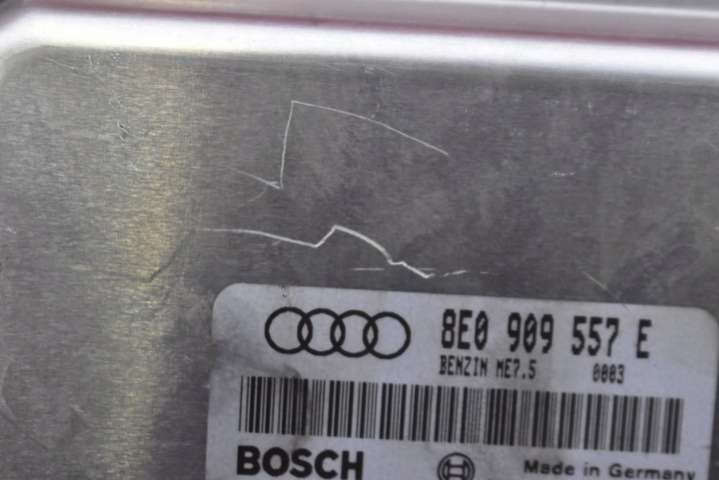 8E0 909 557 E
BENZIN ME7.5 0003
BOSCH Made in Germany